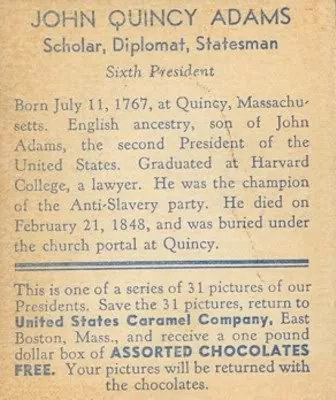 JOHN QUINCY ADAMS
Scholar, Diplomat, Statesman
Sixth President
Born July 11, 1767, at Quincy, Massachu-
setts. English ancestry, son of John
Adams, the second President of the
United States. Graduated at Harvard
College, a lawyer. He was the champion
of the Anti-Slavery party. He died on
February 21, 1848, and was buried under
the church portal at Quincy.
This is one of a series of 31 pictures of our
Presidents. Save the 31 pictures, return to
United States Caramel Company, East
Boston, Mass., and receive a one pound
dollar box of ASSORTED CHOCOLATES
FREE. Your pictures will be returned with
the chocolates.